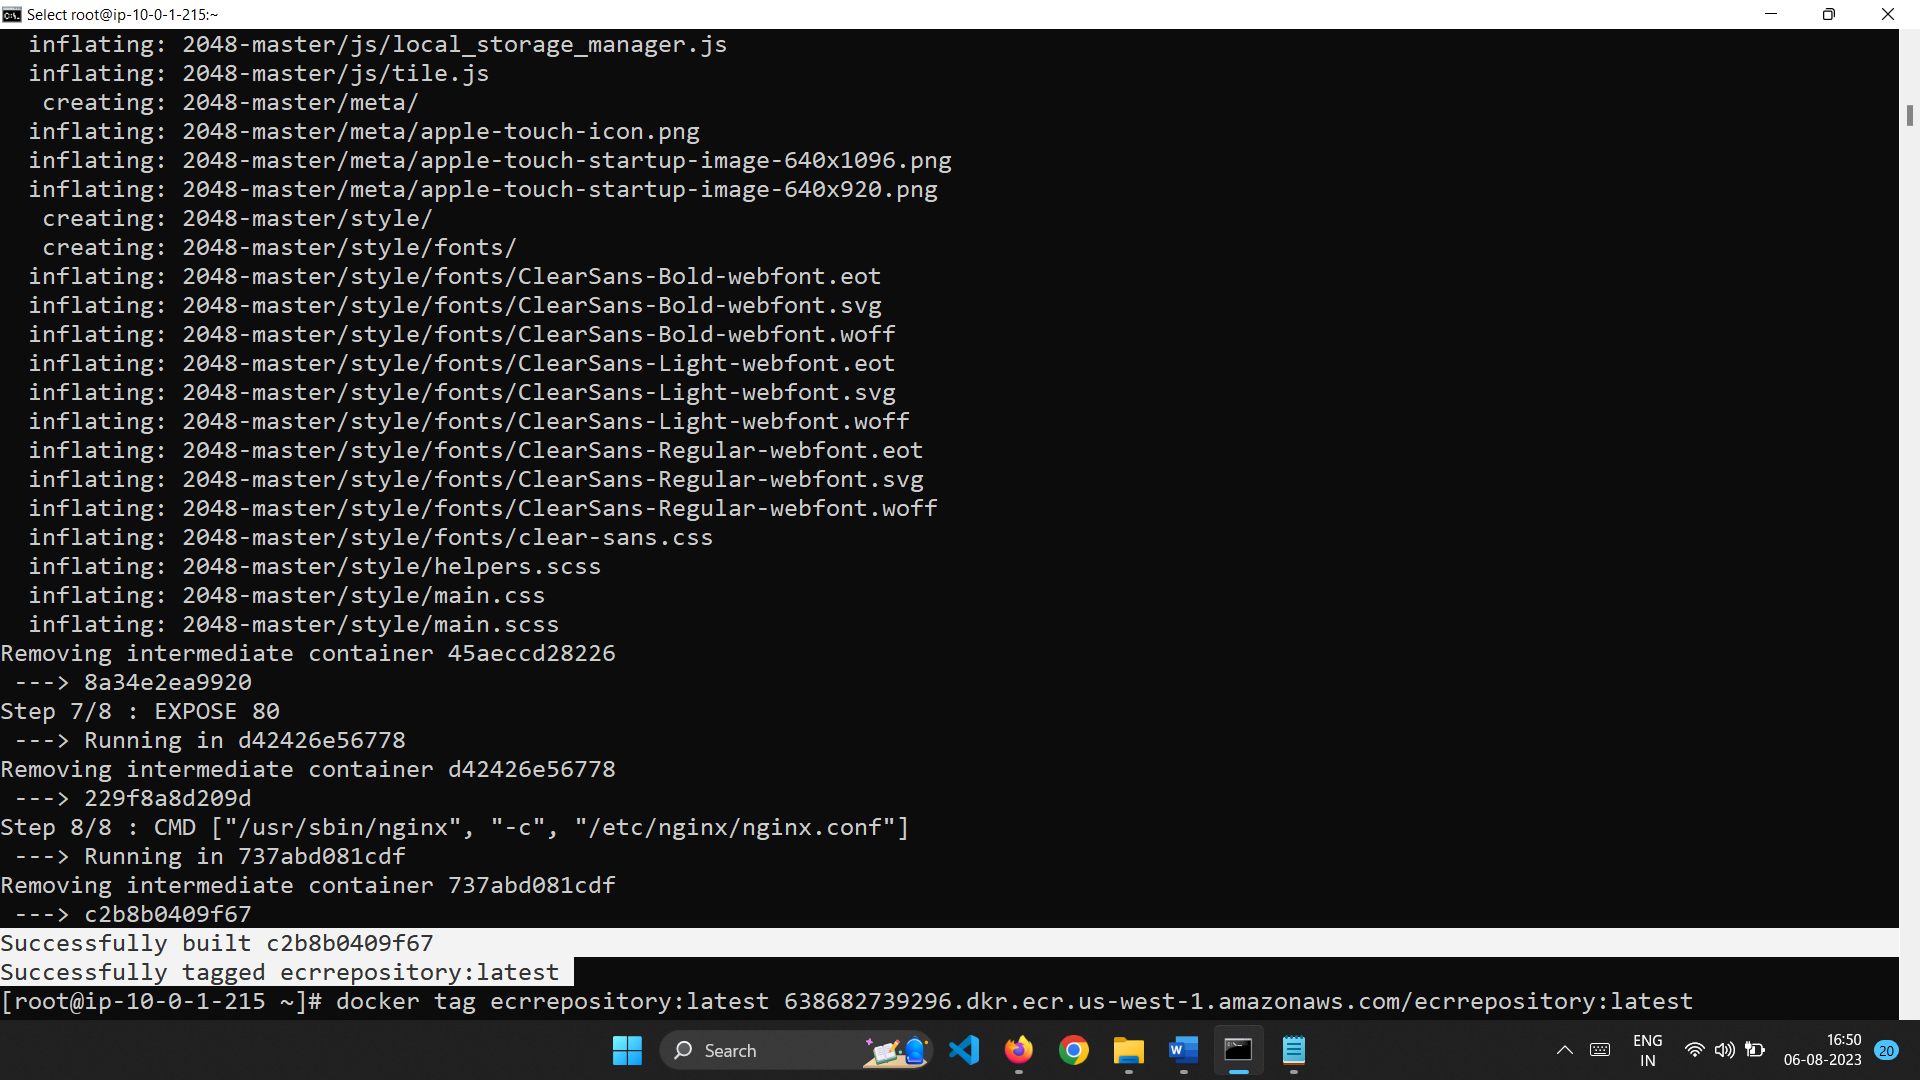 Select root@ip-10-0-1-215:~
inflating: 2048-master/js/local_storage_manager.js
inflating: 2048-master/js/tile.js
creating: 2048-master/meta/
inflating: 2048-master/meta/apple-touch-icon.png
inflating: 2048-master/meta/apple-touch-startup-image-640x1096.png
inflating: 2048-master/meta/apple-touch-startup-image-640x920.png
creating: 2048-master/style/
creating: 2048-master/style/fonts/
inflating: 2048-master/style/fonts/ClearSans-Bold-webfont.eot
inflating: 2048-master/style/fonts/ClearSans-Bold-webfont.svg
inflating: 2048-master/style/fonts/ClearSans-Bold-webfont.woff
inflating: 2048-master/style/fonts/ClearSans-Light-webfont.eot
inflating: 2048-master/style/fonts/ClearSans-Light-webfont.svg
inflating: 2048-master/style/fonts/ClearSans-Light-webfont.woff
inflating: 2048-master/style/fonts/ClearSans-Regular-webfont.eot
inflating: 2048-master/style/fonts/ClearSans-Regular-webfont.svg
inflating: 2048-master/style/fonts/ClearSans-Regular-webfont.woff
inflating: 2048-master/style/fonts/clear-sans.css
inflating: 2048-master/style/helpers.scss
inflating: 2048-master/style/main.css
inflating: 2048-master/style/main.scss
Removing intermediate container 45aeccd28226
---> 8a34e2ea9920
Step 7/8 : EXPOSE 80
---> Running in d42426e56778
Removing intermediate container d42426e56778
---> 229f8a8d209d
Step 8/8 : CMD ["/usr/sbin/nginx", "-c", "/etc/nginx/nginx.conf"]
---> Running in 737abd081cdf
Removing intermediate container 737abd081cdf
---> c2b8b0409f67
Successfully built c2b8b0409f67
Successfully tagged ecrrepository:latest
[root@ip-10-0-1-215 ~]# docker tag ecrrepository:latest 638682739296.dkr.ecr.us-west-1.amazonaws.com/ecrrepository:latest
Search
ENG
IN
16:50
06-08-2023
20